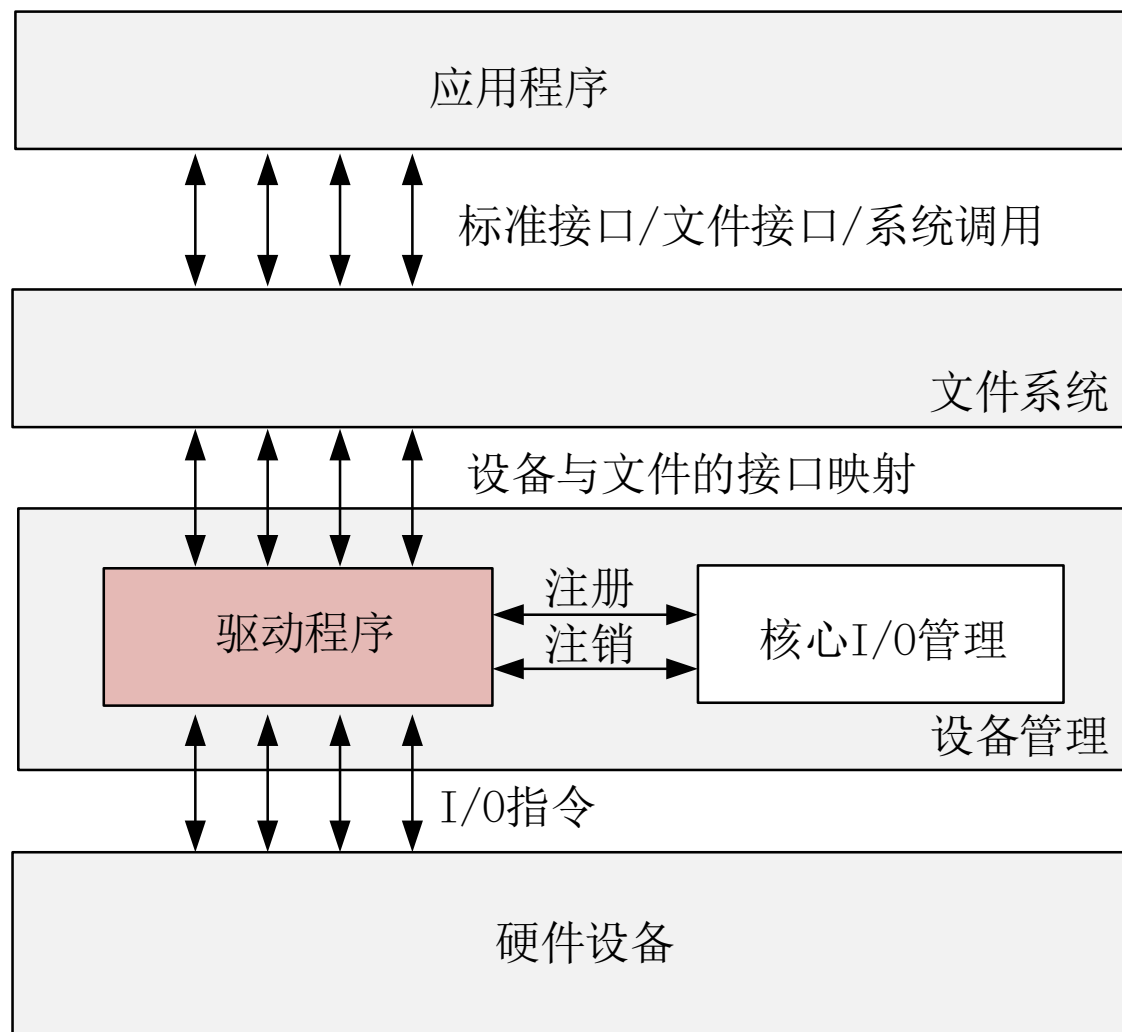 应用程序
标准接口/文件接口/系统调用
文件系统
设备与文件的接口映射
驱动程序
注册
注销
核心I/O管理
设备管理
I/O指令
硬件设备